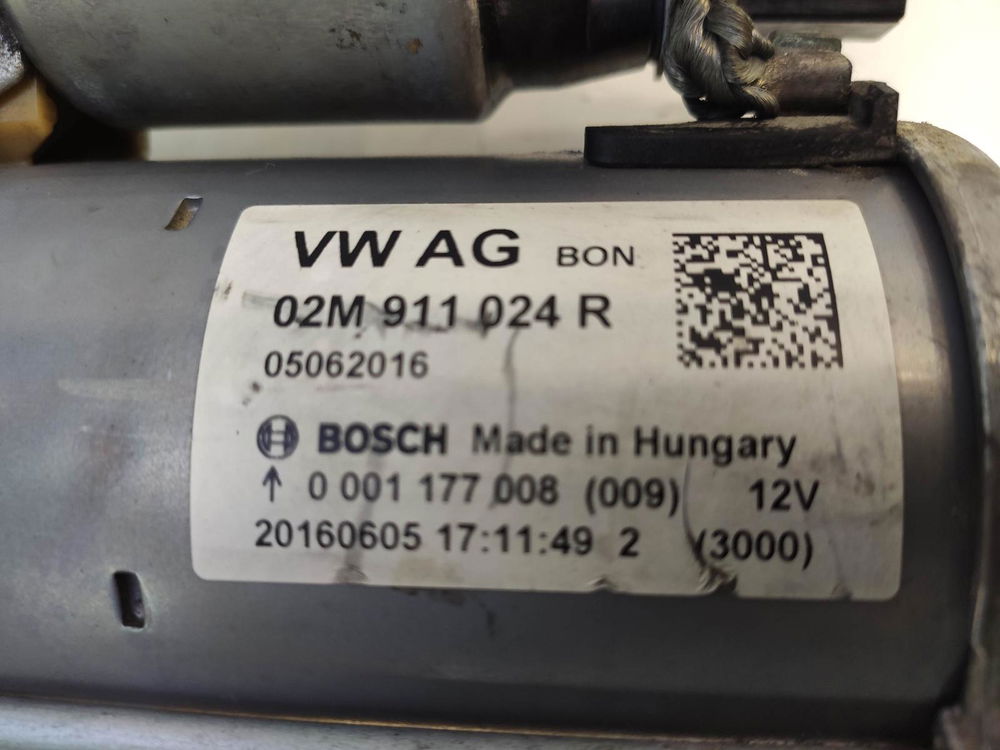 VW AG BON
02M 911 024 R
05062016
BOSCH Made in Hungary
↑ 0 001 177 008 (009) 12V
20160605 17:11:49 2 (3000)